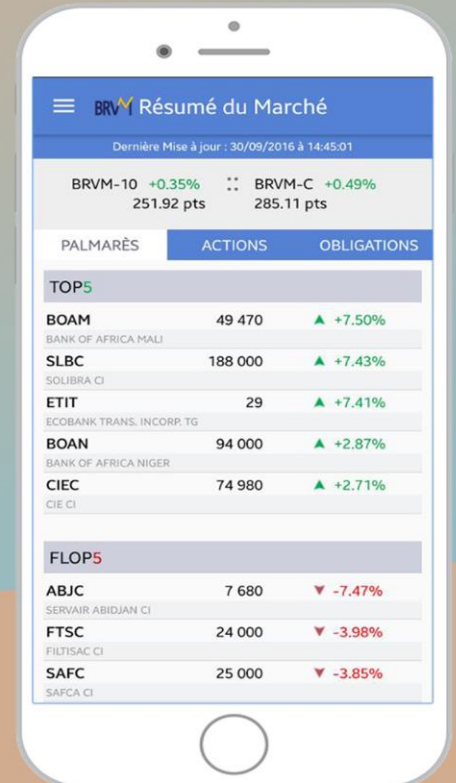 BRVM Résumé du Marché
Dernière Mise à jour : 30/09/2016 à 14:45:01
BRVM-10 +0.35% BRVM-C +0.49%
251.92 pts 285.11 pts
PALMARÈS ACTIONS OBLIGATIONS
TOP5
BOAM 49 470 ▲ +7.50%
BANK OF AFRICA MALI
SLBC 188 000 ▲ +7.43%
SOLIBRA CI
ETIT 29 ▲ +7.41%
ECOBANK TRANS. INCORP. TG
BOAN 94 000 ▲ +2.87%
BANK OF AFRICA NIGER
CIEC 74 980 ▲ +2.71%
CIE CI
FLOP5
ABJC 7 680 ▼ -7.47%
SERVAIR ABIDJAN CI
FTSC 24 000 ▼ -3.98%
FILTISAC CI
SAFC 25 000 ▼ -3.85%
SAFCA CI